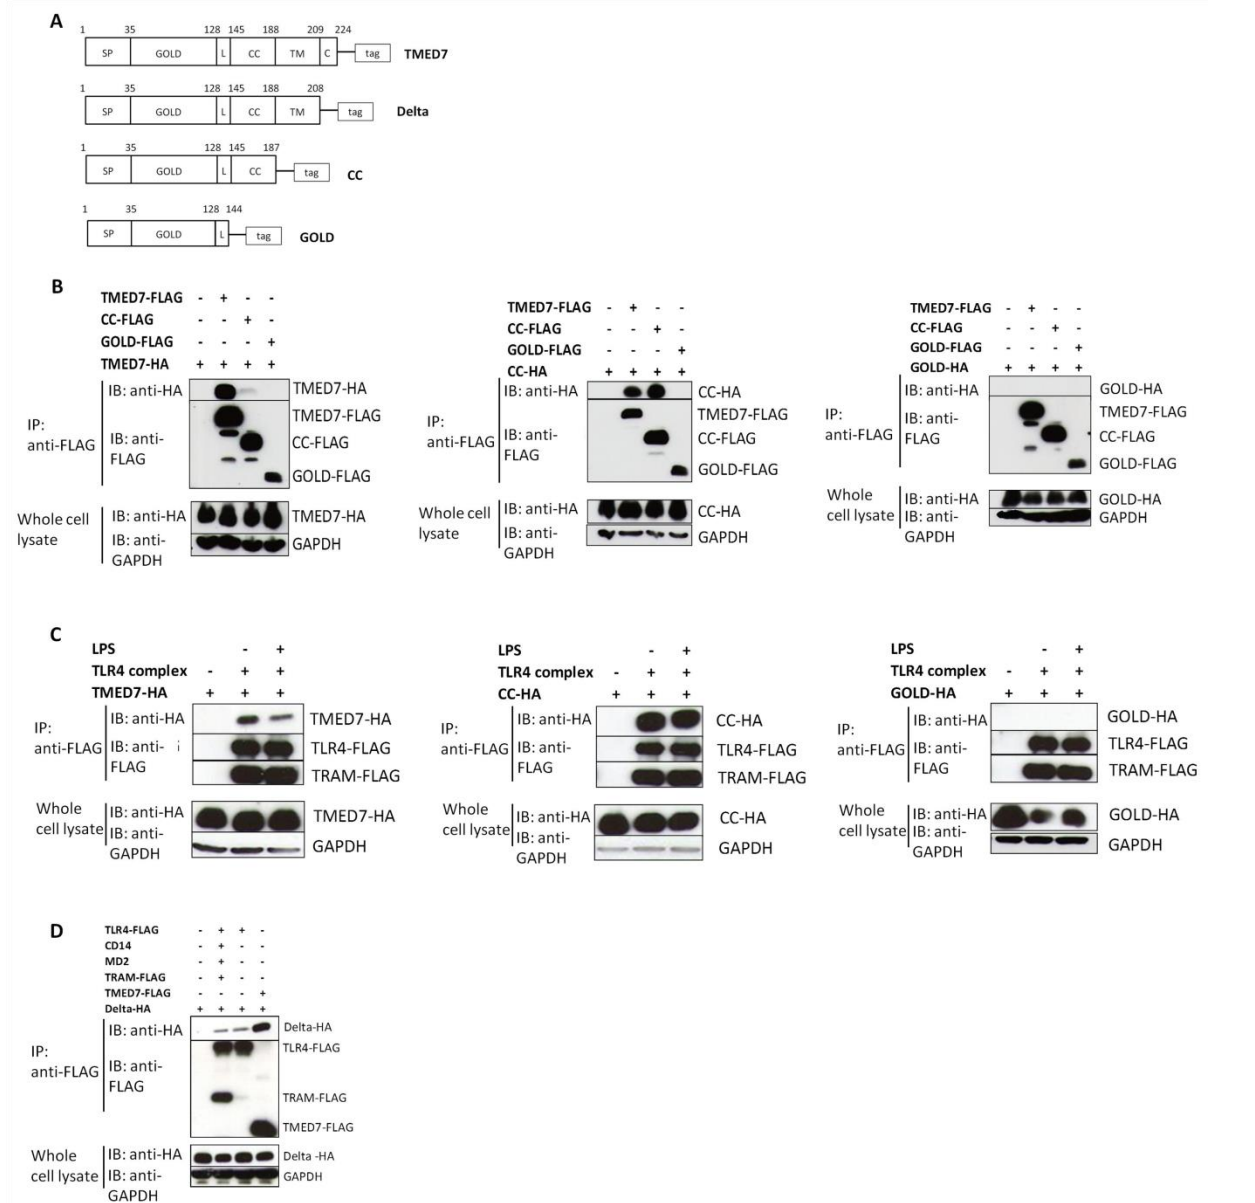 A
1 35 128 145 188 209 224
SP GOLD L CC TM C tag TMED7
1 35 128 145 188 208
SP GOLD L CC TM tag Delta
1 35 128 145 187
SP GOLD L CC tag CC
1 35 128 144
SP GOLD L tag GOLD
B
TMED7-FLAG - + - -
CC-FLAG - - + -
GOLD-FLAG - - - +
TMED7-HA + + + +
IP:
anti-FLAG
IB: anti-HA TMED7-HA
IB: anti-
FLAG
TMED7-FLAG
CC-FLAG
GOLD-FLAG
Whole cell
lysate
IB: anti-HA TMED7-HA
IB: anti-
GAPDH
GAPDH
TMED7-FLAG - + - -
CC-FLAG - - + -
GOLD-FLAG - - - +
CC-HA + + + +
IP:
anti-FLAG
IB: anti-HA CC-HA
IB: anti-
FLAG
TMED7-FLAG
CC-FLAG
GOLD-FLAG
Whole cell
lysate
IB: anti-HA CC-HA
IB: anti-
GAPDH
GAPDH
TMED7-FLAG - + - -
CC-FLAG - - + -
GOLD-FLAG - - - +
GOLD-HA + + + +
IP:
anti-FLAG
IB: anti-HA GOLD-HA
IB: anti-
FLAG
TMED7-FLAG
CC-FLAG
GOLD-FLAG
Whole
cell lysate
IB: anti-HA GOLD-HA
IB: anti-
GAPDH
GAPDH
C
LPS - +
TLR4 complex - + +
TMED7-HA + + +
IP:
anti-FLAG
IB: anti-HA TMED7-HA
IB: anti-
FLAG
TLR4-FLAG
TRAM-FLAG
Whole
cell lysate
IB: anti-HA TMED7-HA
IB: anti-
GAPDH
GAPDH
LPS - +
TLR4 complex - + +
CC-HA + + +
IP:
anti-FLAG
IB: anti-HA CC-HA
IB: anti-
FLAG
TLR4-FLAG
TRAM-FLAG
Whole
cell lysate
IB: anti-HA CC-HA
IB: anti-
GAPDH
GAPDH
LPS - +
TLR4 complex - + +
GOLD-HA + + +
IP:
anti-FLAG
IB: anti-HA GOLD-HA
IB: anti-
FLAG
TLR4-FLAG
TRAM-FLAG
Whole
cell lysate
IB: anti-HA GOLD-HA
IB: anti-
GAPDH
GAPDH
D
TLR4-FLAG - + + -
CD14 - + - -
MD2 - + - -
TRAM-FLAG - + - -
TMED7-FLAG - - - +
Delta-HA + + + +
IP:
anti-FLAG
IB: anti-HA Delta-HA
IB: anti-
FLAG
TLR4-FLAG
TRAM-FLAG
TMED7-FLAG
Whole
cell lysate
IB: anti-HA Delta -HA
IB: anti-
GAPDH
GAPDH